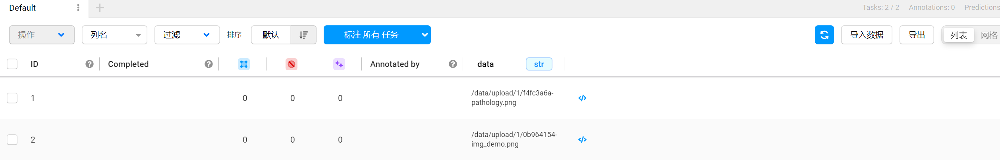 Default
Tasks: 2 / 2 Annotations: 0 Predictions
操作 列名 过滤 排序 默认 标注 所有 任务 导入数据 导出 列表 网格
ID ? Completed ? Annotated by ? data str
1 0 0 0 /data/upload/1/f4fc3a6a-
pathology.png
2 0 0 0 /data/upload/1/0b964154-
img_demo.png